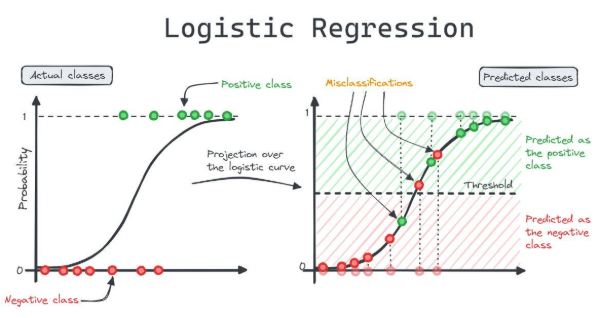 Logistic Regression
Actual classes
Positive class
1
Probability
0
Negative class
Projection over
the logistic curve
Misclassifications
Predicted classes
1
Threshold
0
Predicted as
the positive
class
Predicted as
the negative
class